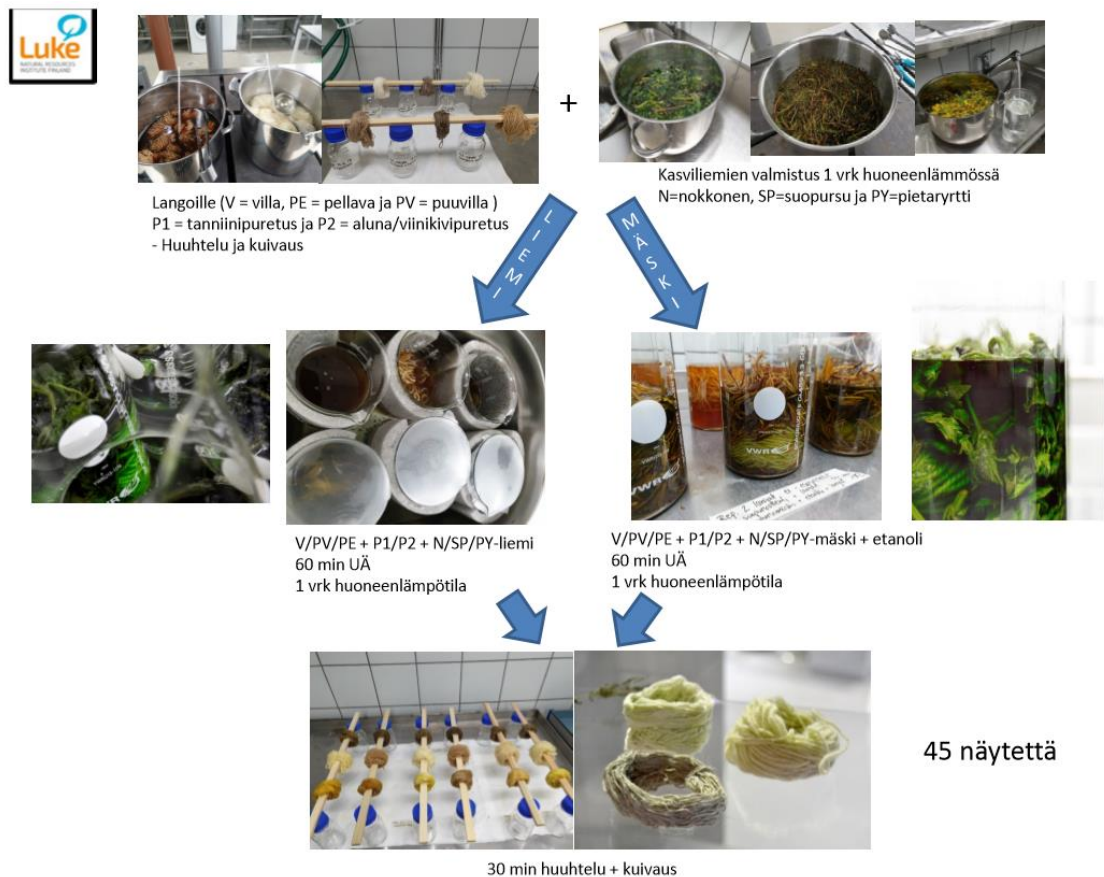 Luke
NATURAL RESOURCES
INSTITUTE FINLAND
+
Langoille (V = villa, PE = pellava ja PV = puuvilla )
P1 = tanniinipuretus ja P2 = aluna/viinikivipuretus
- Huuhtelu ja kuivaus
Kasviliemien valmistus 1 vrk huoneenlämmössä
N=nokkonen, SP=suopursu ja PY=pietaryrtti
LIEMI
MÄSKI
VWR
VWR
VWR
V/PV/PE + P1/P2 + N/SP/PY-liemi
60 min UÄ
1 vrk huoneenlämpötila
V/PV/PE + P1/P2 + N/SP/PY-mäski + etanoli
60 min UÄ
1 vrk huoneenlämpötila
45 näytettä
30 min huuhtelu + kuivaus